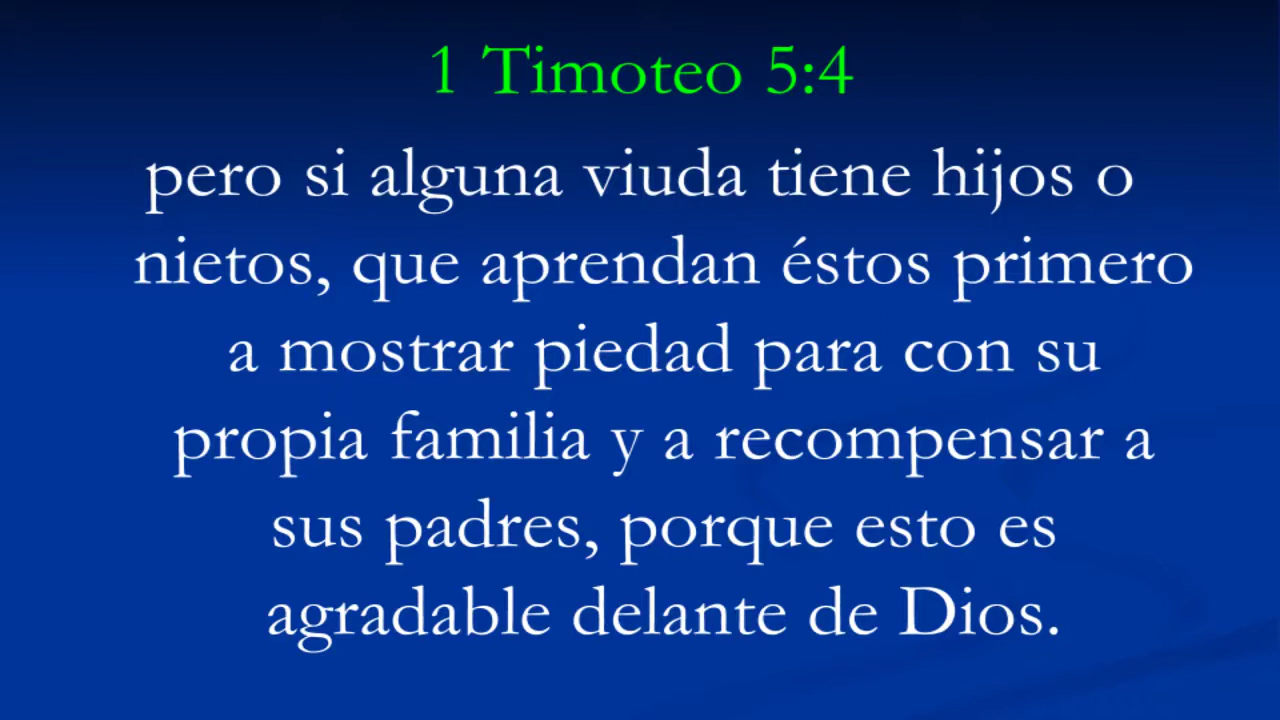 1 Timoteo 5:4
pero si alguna viuda tiene hijos o
nietos, que aprendan éstos primero
a mostrar piedad para con su
propia familia y a recompensar a
sus padres, porque esto es
agradable delante de Dios.